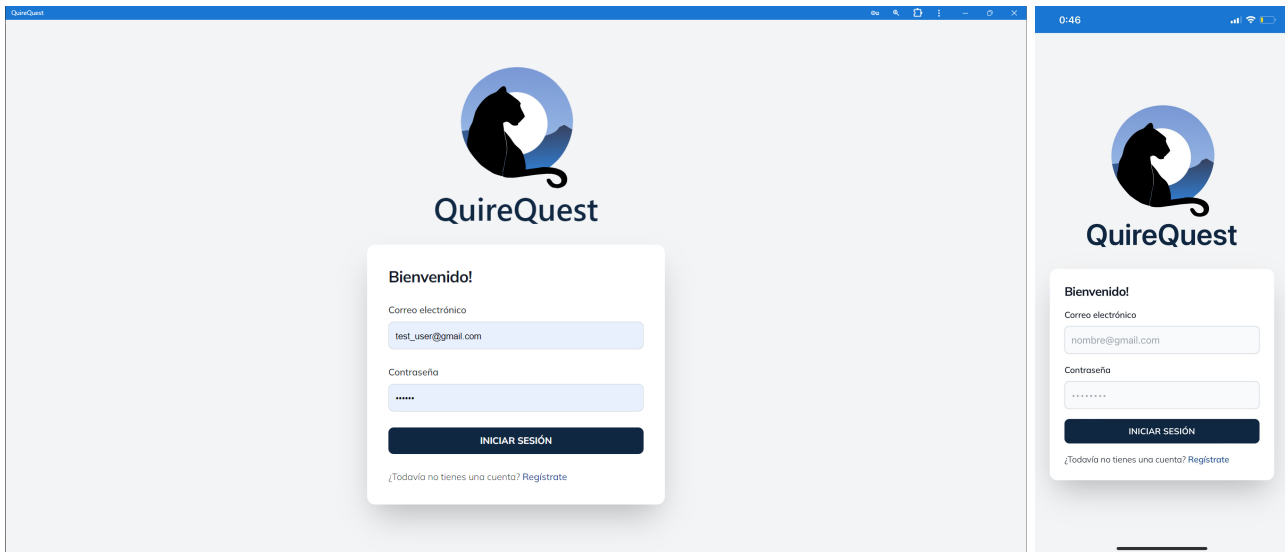 QuireQuest
QuireQuest
Bienvenido!
Correo electrónico
test_user@gmail.com
Contraseña
••••••
INICIAR SESIÓN
¿Todavía no tienes una cuenta? Regístrate
0:46
QuireQuest
Bienvenido!
Correo electrónico
nombre@gmail.com
Contraseña
••••••••
INICIAR SESIÓN
¿Todavía no tienes una cuenta? Regístrate